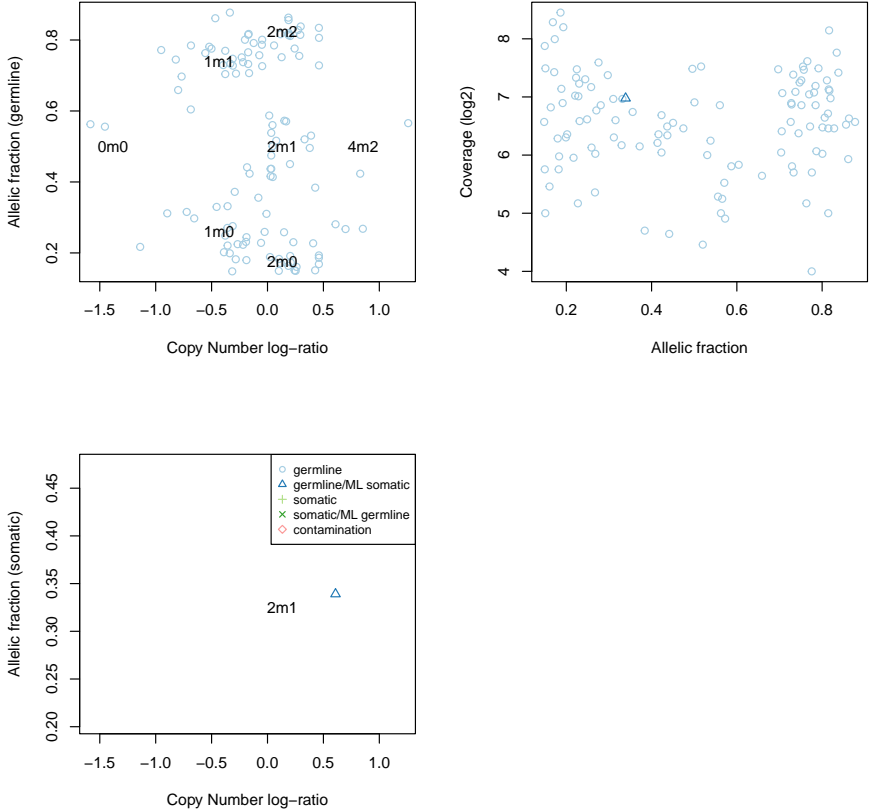 Allelic fraction (germline)
0.8
0.6
0.4
0.2
2m2
1m1
0m0
2m1
4m2
1m0
2m0
−1.5
−1.0
−0.5
0.0
0.5
1.0
Copy Number log−ratio
Coverage (log2)
8
7
6
5
4
0.2
0.4
0.6
0.8
Allelic fraction
Allelic fraction (somatic)
0.45
0.40
0.35
0.30
0.25
0.20
germline
germline/ML somatic
somatic
somatic/ML germline
contamination
2m1
−1.5
−1.0
−0.5
0.0
0.5
1.0
Copy Number log−ratio